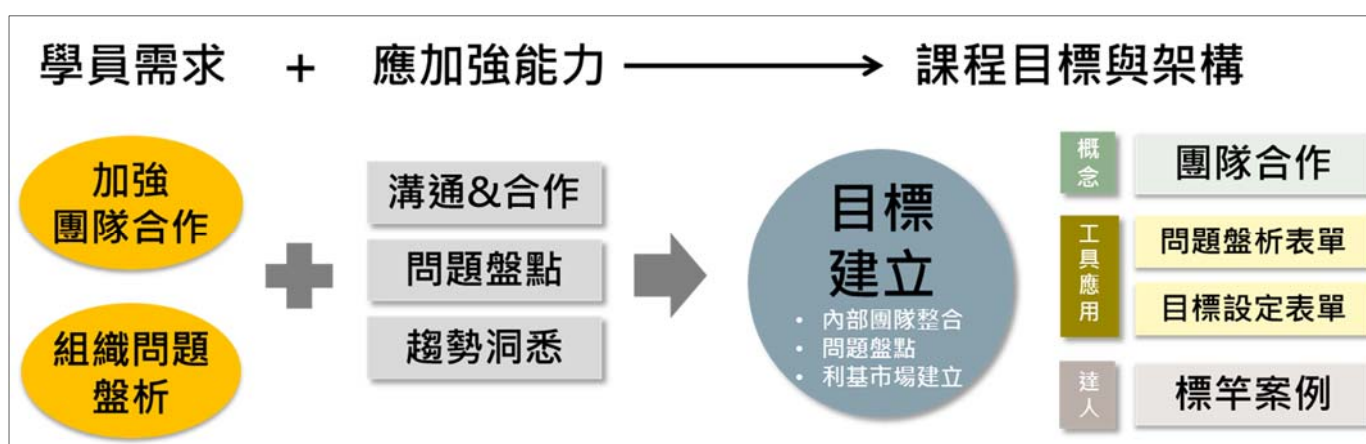 學員需求 + 應加強能力 → 課程目標與架構
加強
團隊合作
組織問題
盤析
溝通&合作
問題盤點
趨勢洞悉
目標
建立
• 內部團隊整合
• 問題盤點
• 利基市場建立
概念
團隊合作
工具應用
問題盤析表單
目標設定表單
達人
標竿案例